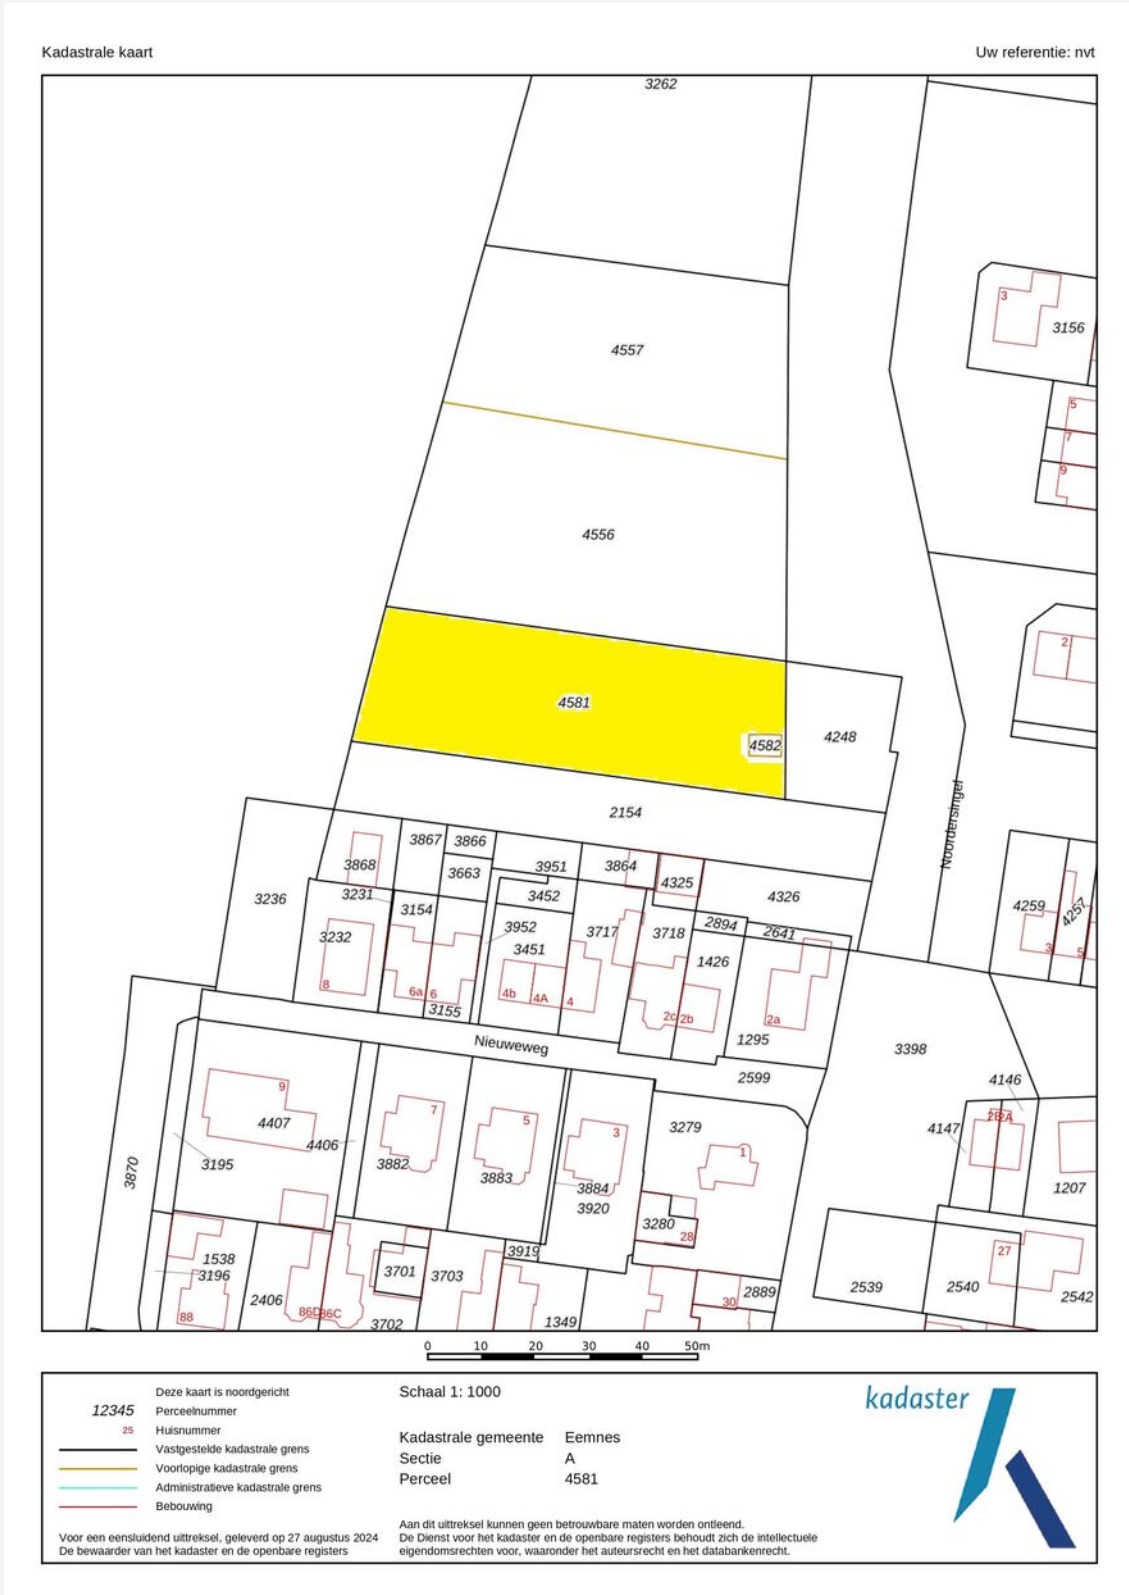 Kadastrale kaart
Uw referentie: nvt
3262
3
3156
4557
5
7
9
4556
2
4581
4582
4248
Noordersingel
2154
3867
3866
3868
3663
3951
3864
4325
4326
3236
3231
3154
3452
4259
4257
3232
3952
3451
3717
3718
2894
2641
1426
3
5
8
6a
6
3155
4b
4A
4
2c
2b
2a
1295
Nieuweweg
3398
2599
4146
9
4407
4406
7
5
3
3279
4147
2A
3870
3195
3882
3883
3884
3920
1
1207
3280
28
1538
3196
2406
3701
3703
3919
27
2539
2540
2542
88
86D
86C
3702
1349
30
2889
0 10 20 30 40 50m
Deze kaart is noordgericht
12345 Perceelnummer
25 Huisnummer
Vastgestelde kadastrale grens
Voorlopige kadastrale grens
Administratieve kadastrale grens
Bebouwing
Voor een eensluidend uittreksel, geleverd op 27 augustus 2024
De bewaarder van het kadaster en de openbare registers
Schaal 1: 1000
Kadastrale gemeente Eemnes
Sectie A
Perceel 4581
Aan dit uittreksel kunnen geen betrouwbare maten worden ontleend.
De Dienst voor het kadaster en de openbare registers behoudt zich de intellectuele
eigendomsrechten voor, waaronder het auteursrecht en het databankenrecht.
kadaster